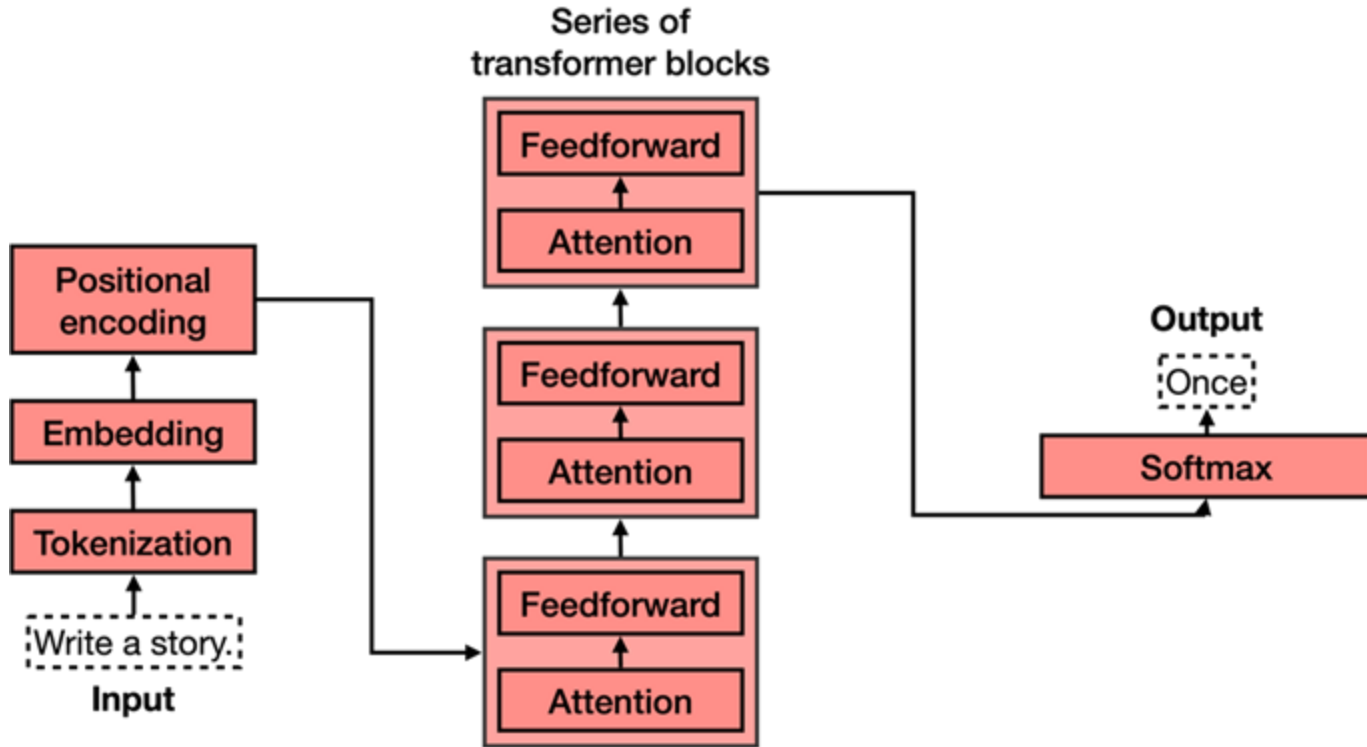 Series of
transformer blocks
Feedforward
Attention
Feedforward
Attention
Feedforward
Attention
Positional
encoding
Embedding
Tokenization
Write a story.
Input
Output
Once
Softmax